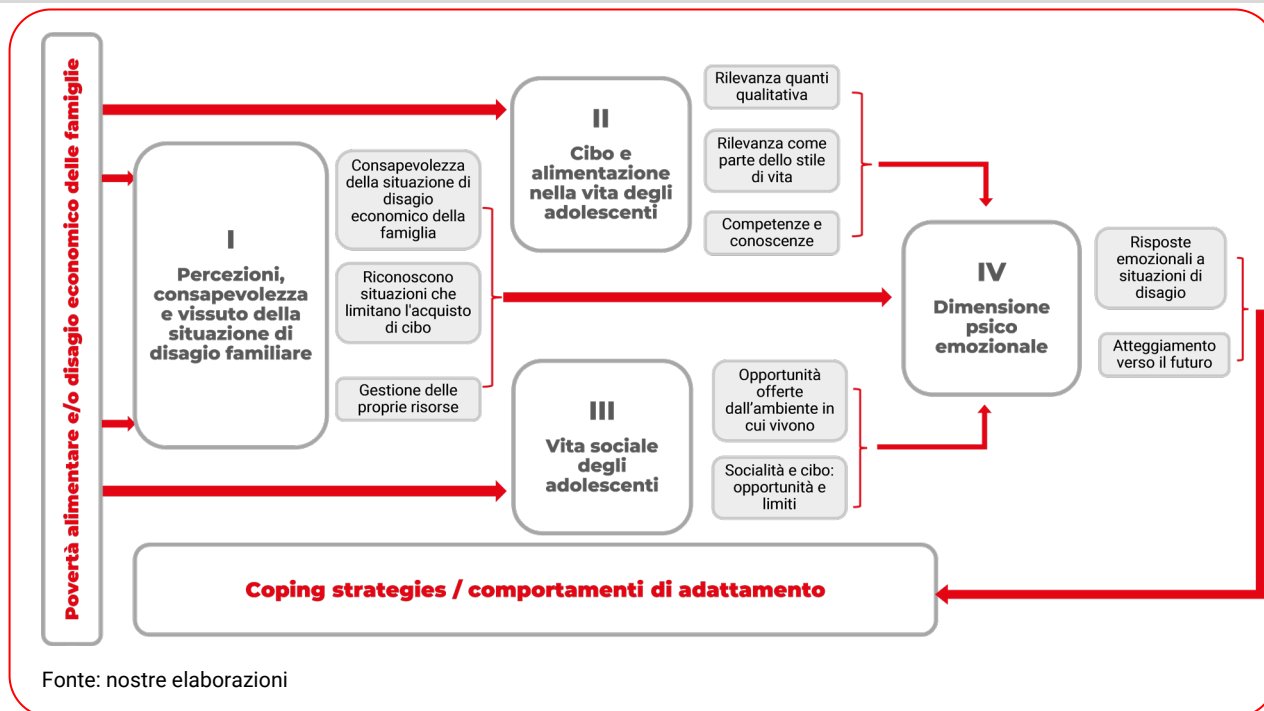 Povertà alimentare e/o disagio economico delle famiglie
I
Percezioni,
consapevolezza
e vissuto della
situazione di
disagio familiare
Consapevolezza
della situazione di
disagio
economico della
famiglia
Riconoscono
situazioni che
limitano l'acquisto
di cibo
Gestione delle
proprie risorse
II
Cibo e
alimentazione
nella vita degli
adolescenti
Rilevanza quanti
qualitativa
Rilevanza come
parte dello stile
di vita
Competenze e
conoscenze
III
Vita sociale
degli
adolescenti
Opportunità
offerte
dall'ambiente in
cui vivono
Socialità e cibo:
opportunità e
limiti
IV
Dimensione
psico
emozionale
Risposte
emozionali a
situazioni di
disagio
Atteggiamento
verso il futuro
Coping strategies / comportamenti di adattamento
Fonte: nostre elaborazioni